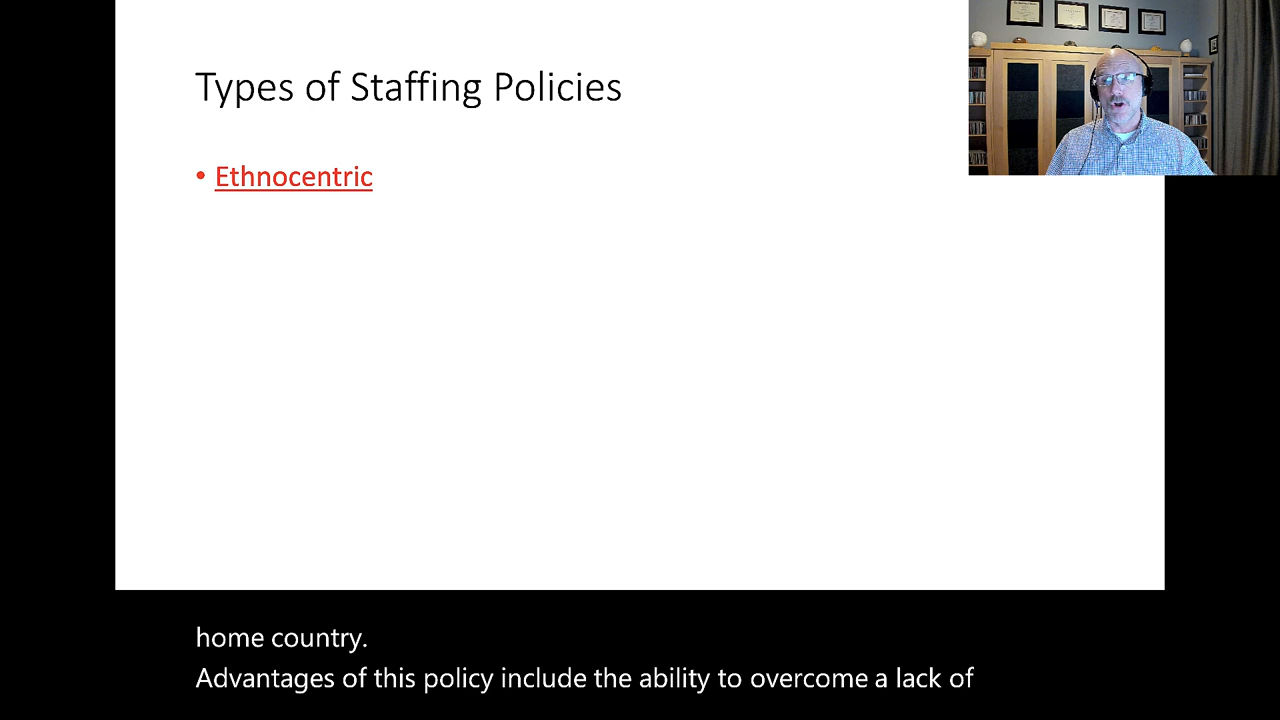 Types of Staffing Policies
• Ethnocentric
home country.
Advantages of this policy include the ability to overcome a lack of